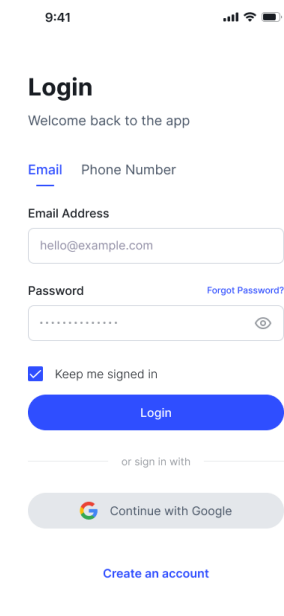 9:41
Login
Welcome back to the app
Email Phone Number
Email Address
hello@example.com
Password Forgot Password?
Keep me signed in
Login
or sign in with
Continue with Google
Create an account